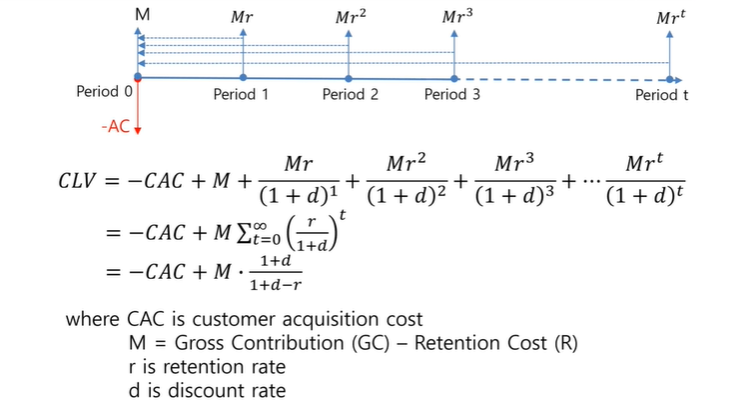 M Mr Mr² Mr³ Mrᵗ
Period 0 Period 1 Period 2 Period 3 Period t
-AC
CLV = −CAC + M + Mr/(1 + d)¹ + Mr²/(1 + d)² + Mr³/(1 + d)³ + ⋯ Mrᵗ/(1 + d)ᵗ
= −CAC + M ∑_{t=0}^{∞} (r/1+d)ᵗ
= −CAC + M · 1+d/1+d−r
where CAC is customer acquisition cost
M = Gross Contribution (GC) – Retention Cost (R)
r is retention rate
d is discount rate